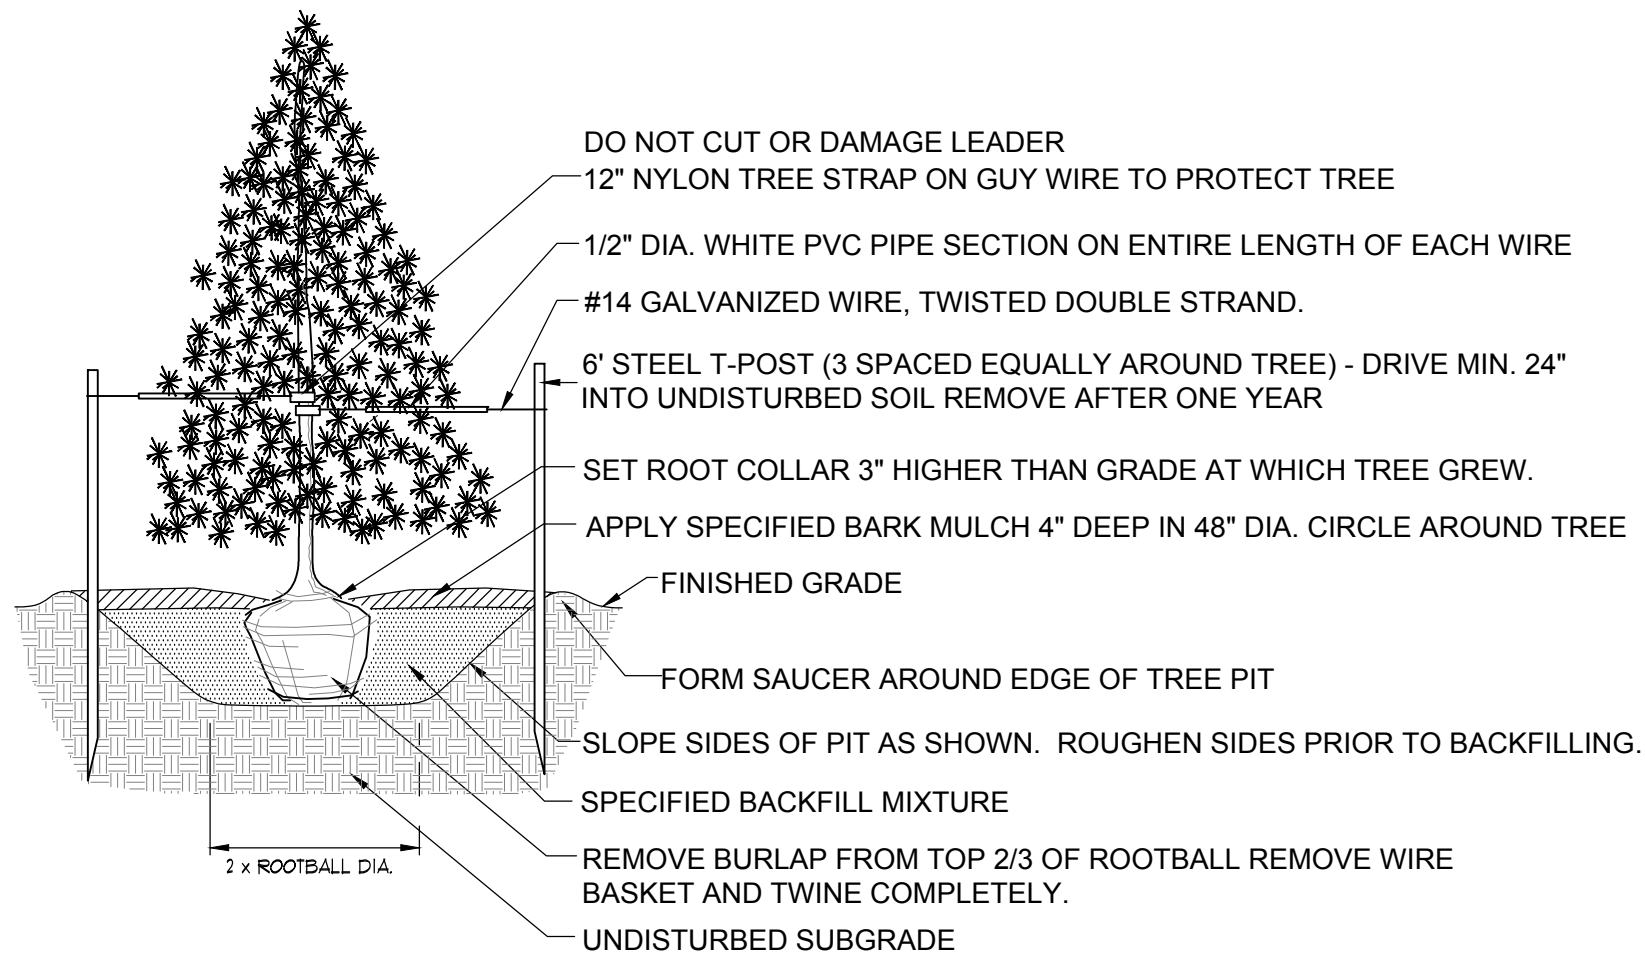 DO NOT CUT OR DAMAGE LEADER
12" NYLON TREE STRAP ON GUY WIRE TO PROTECT TREE
1/2" DIA. WHITE PVC PIPE SECTION ON ENTIRE LENGTH OF EACH WIRE
#14 GALVANIZED WIRE, TWISTED DOUBLE STRAND.
6' STEEL T-POST (3 SPACED EQUALLY AROUND TREE) - DRIVE MIN. 24"
INTO UNDISTURBED SOIL REMOVE AFTER ONE YEAR
SET ROOT COLLAR 3" HIGHER THAN GRADE AT WHICH TREE GREW.
APPLY SPECIFIED BARK MULCH 4" DEEP IN 48" DIA. CIRCLE AROUND TREE
FINISHED GRADE
FORM SAUCER AROUND EDGE OF TREE PIT
SLOPE SIDES OF PIT AS SHOWN.  ROUGHEN SIDES PRIOR TO BACKFILLING.
SPECIFIED BACKFILL MIXTURE
REMOVE BURLAP FROM TOP 2/3 OF ROOTBALL REMOVE WIRE
BASKET AND TWINE COMPLETELY.
UNDISTURBED SUBGRADE
2 x ROOTBALL DIA.